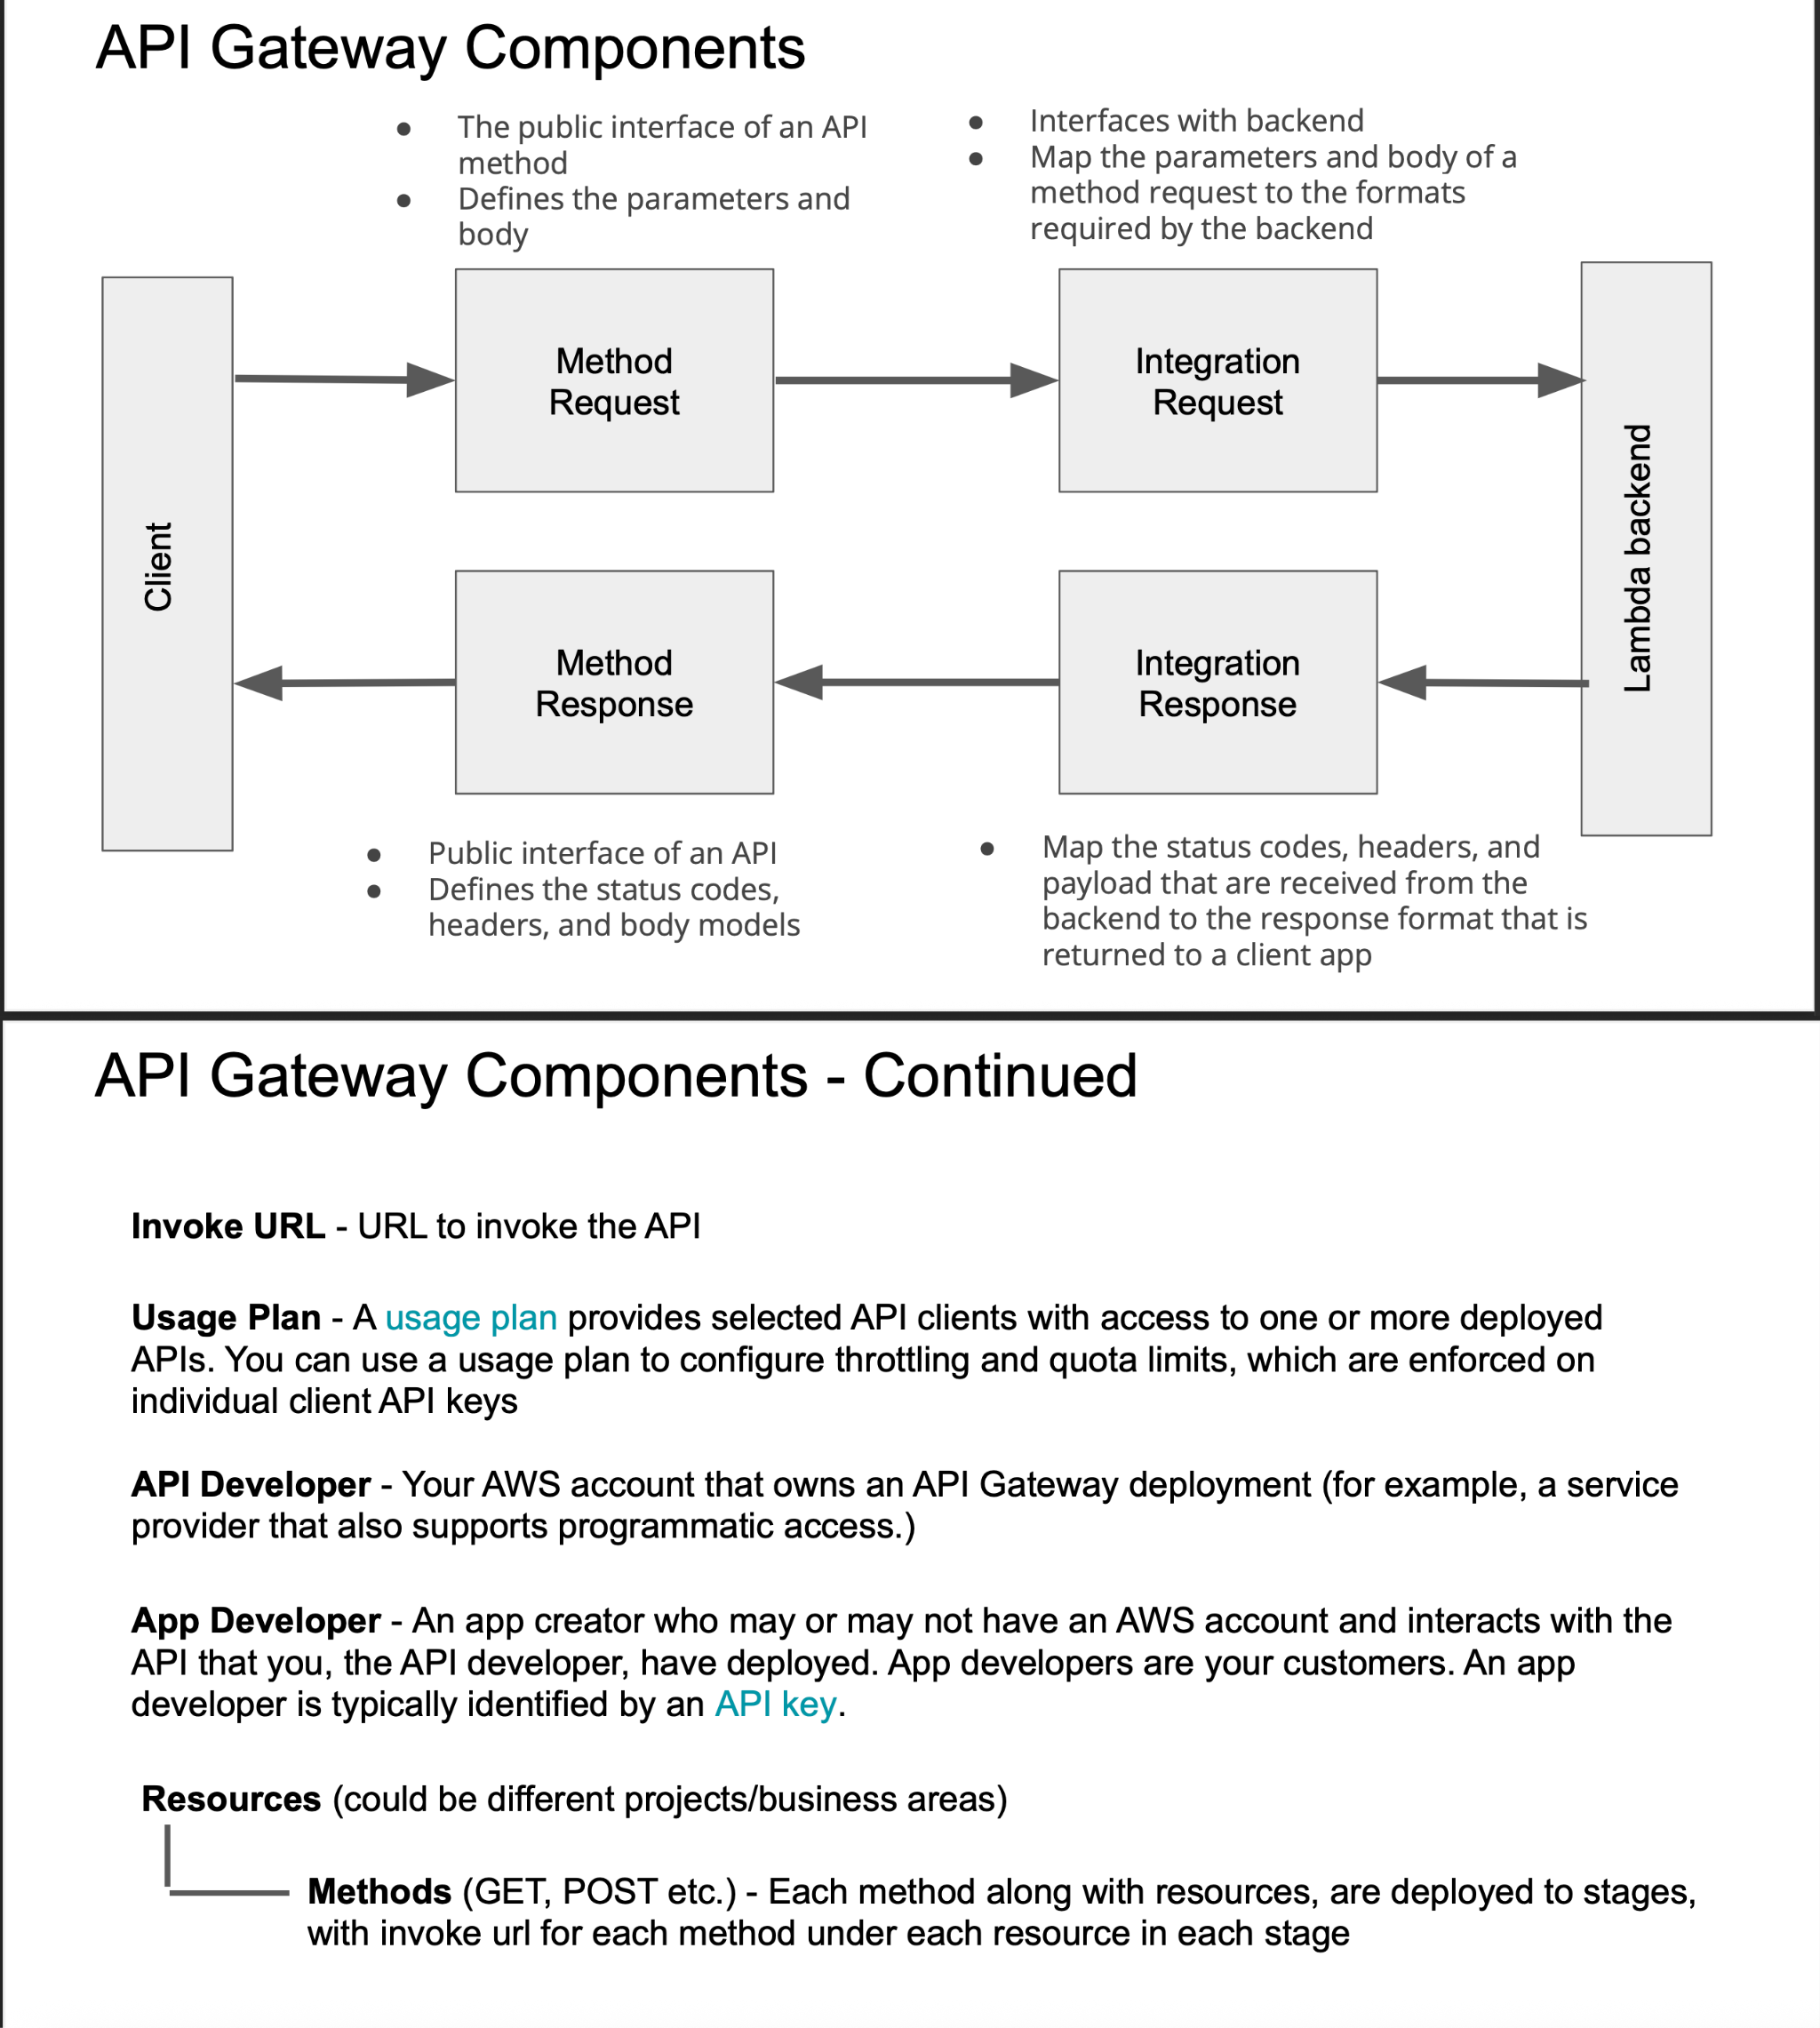 API Gateway Components
● The public interface of an API
method
● Defines the parameters and
body
● Interfaces with backend
● Map the parameters and body of a
method request to the formats
required by the backend
Client
Method
Request
Integration
Request
Lambda backend
Method
Response
Integration
Response
● Public interface of an API
● Defines the status codes,
headers, and body models
● Map the status codes, headers, and
payload that are received from the
backend to the response format that is
returned to a client app
API Gateway Components - Continued
Invoke URL - URL to invoke the API
Usage Plan - A usage plan provides selected API clients with access to one or more deployed
APIs. You can use a usage plan to configure throttling and quota limits, which are enforced on
individual client API keys
API Developer - Your AWS account that owns an API Gateway deployment (for example, a service
provider that also supports programmatic access.)
App Developer - An app creator who may or may not have an AWS account and interacts with the
API that you, the API developer, have deployed. App developers are your customers. An app
developer is typically identified by an API key.
Resources (could be different projects/business areas)
Methods (GET, POST etc.) - Each method along with resources, are deployed to stages,
with invoke url for each method under each resource in each stage